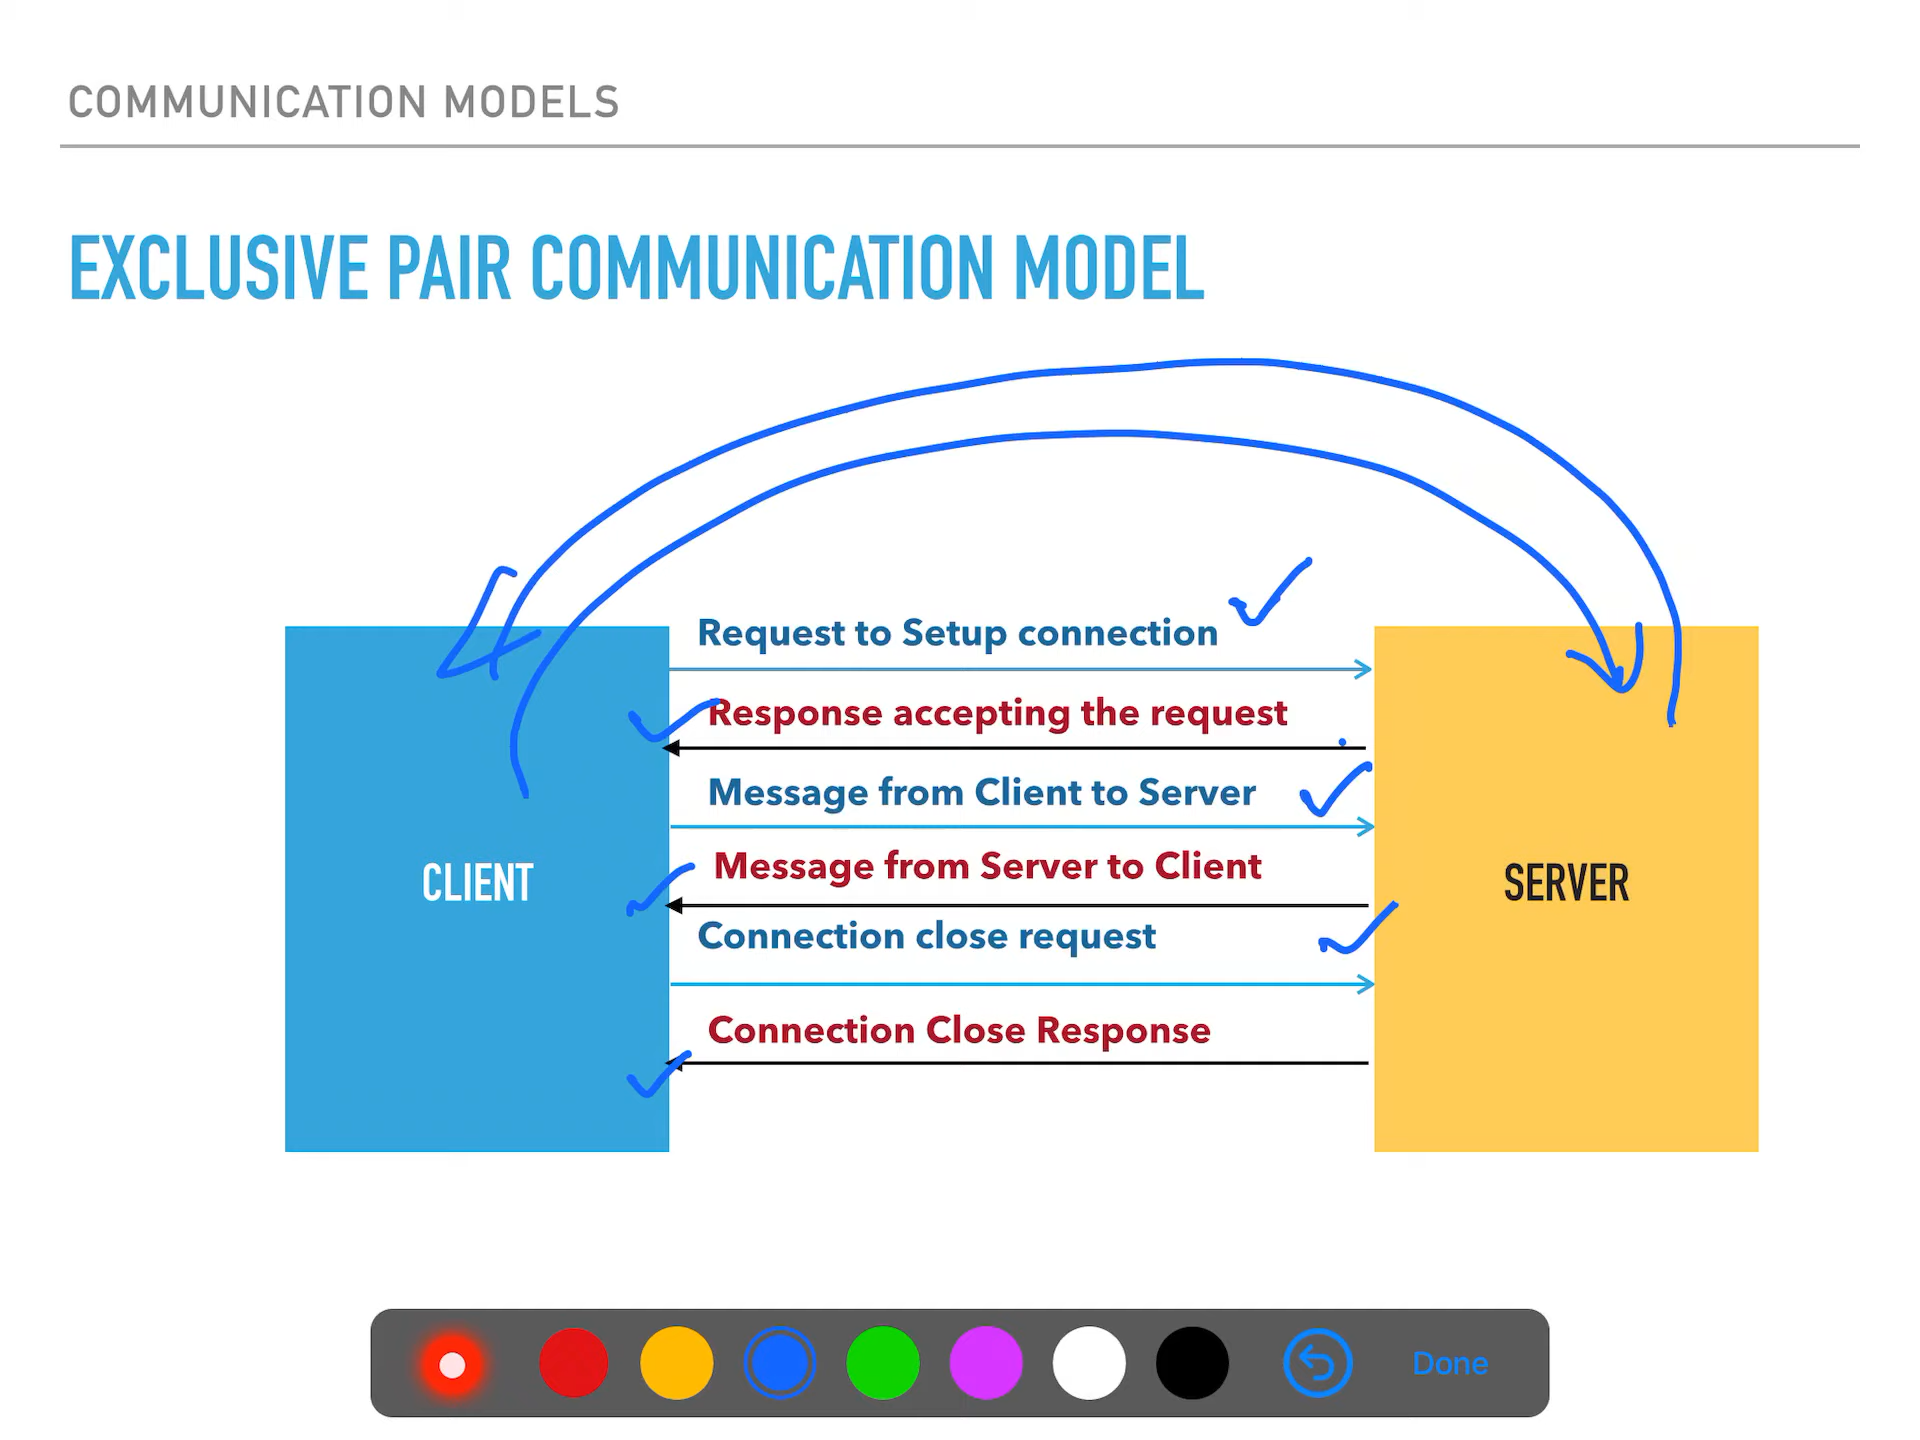 COMMUNICATION MODELS
EXCLUSIVE PAIR COMMUNICATION MODEL
Request to Setup connection
Response accepting the request
Message from Client to Server
Message from Server to Client
CLIENT
SERVER
Connection close request
Connection Close Response
Done